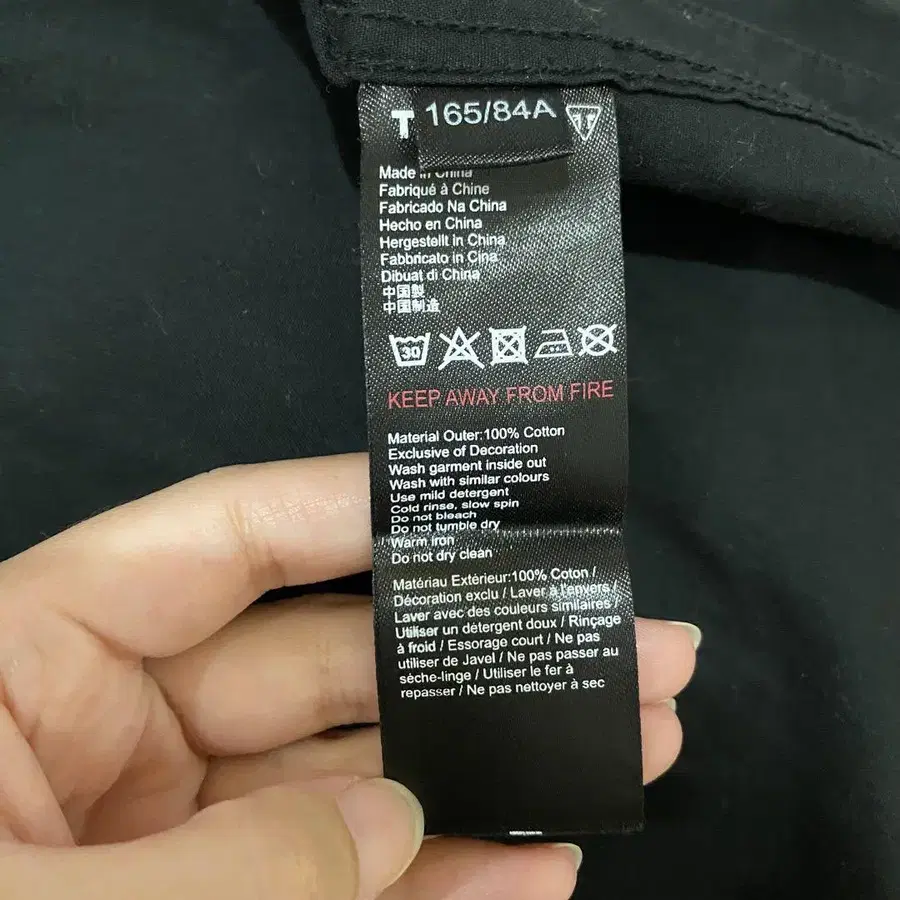 T 165/84A
Made in China
Fabriqué à Chine
Fabricado Na China
Hecho en China
Hergestellt in China
Fabbricato in Cina
Dibuat di China
中国製
中国制造
30
KEEP AWAY FROM FIRE
Material Outer:100% Cotton
Exclusive of Decoration
Wash garment inside out
Wash with similar colours
Use mild detergent
Cold rinse, slow spin
Do not bleach
Do not tumble dry
Warm iron
Do not dry clean
Matériau Extérieur:100% Coton /
Décoration exclu / Laver à l'envers /
Laver avec des couleurs similaires /
Utiliser un détergent doux / Rinçage
à froid / Essorage court / Ne pas
utiliser de Javel / Ne pas passer au
sèche-linge / Utiliser le fer à
repasser / Ne pas nettoyer à sec